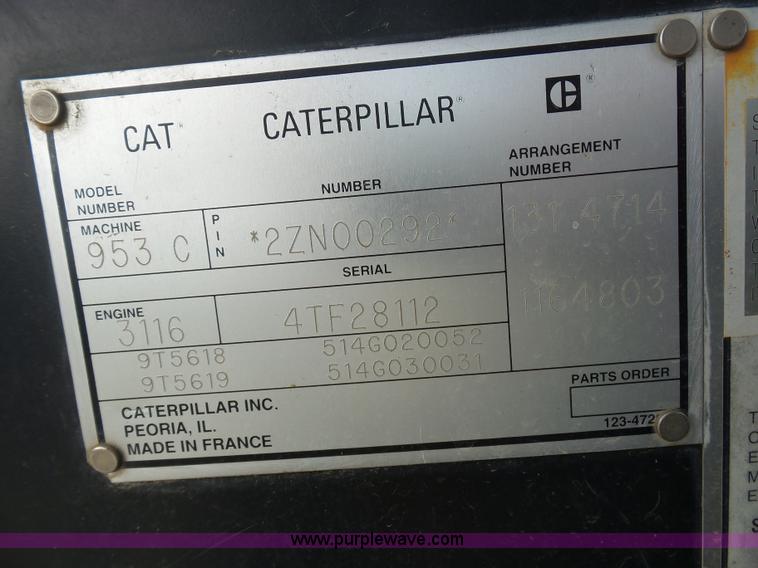 CAT CATERPILLAR®
C®
MODEL NUMBER
NUMBER
ARRANGEMENT NUMBER
MACHINE
953 C
PIN
*2ZN00292*
131 4714
SERIAL
ENGINE
3116
4TF28112
1164803
9T5618 514G020052
9T5619 514G030031
PARTS ORDER
CATERPILLAR INC.
PEORIA, IL.
MADE IN FRANCE
123-472
www.purplewave.com